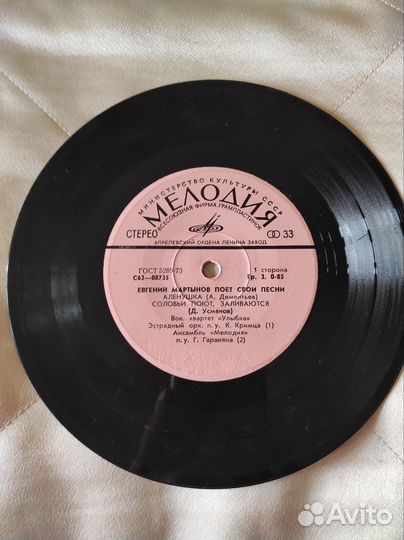 МИНИСТЕРСТВО КУЛЬТУРЫ СССР
МЕЛОДИЯ
ВСЕСОЮЗНАЯ ФИРМА ГРАМПЛАСТИНОК
СТЕРЕО
33
АПРЕЛЕВСКИЙ ОРДЕНА ЛЕНИНА ЗАВОД
ГОСТ 5289-73
1 сторона
С62—08735
Гр. 3. 0-85
ЕВГЕНИЙ МАРТЫНОВ ПОЕТ СВОИ ПЕСНИ
АЛЕНУШКА (А. Дементьев)
СОЛОВЬИ ПОЮТ, ЗАЛИВАЮТСЯ
(Д. Усманов)
Вок. квартет «Улыбка»
Эстрадный орк. п. у. К. Кримца (1)
Ансамбль «Мелодия»
п. у. Г. Гараняна (2)
Avito